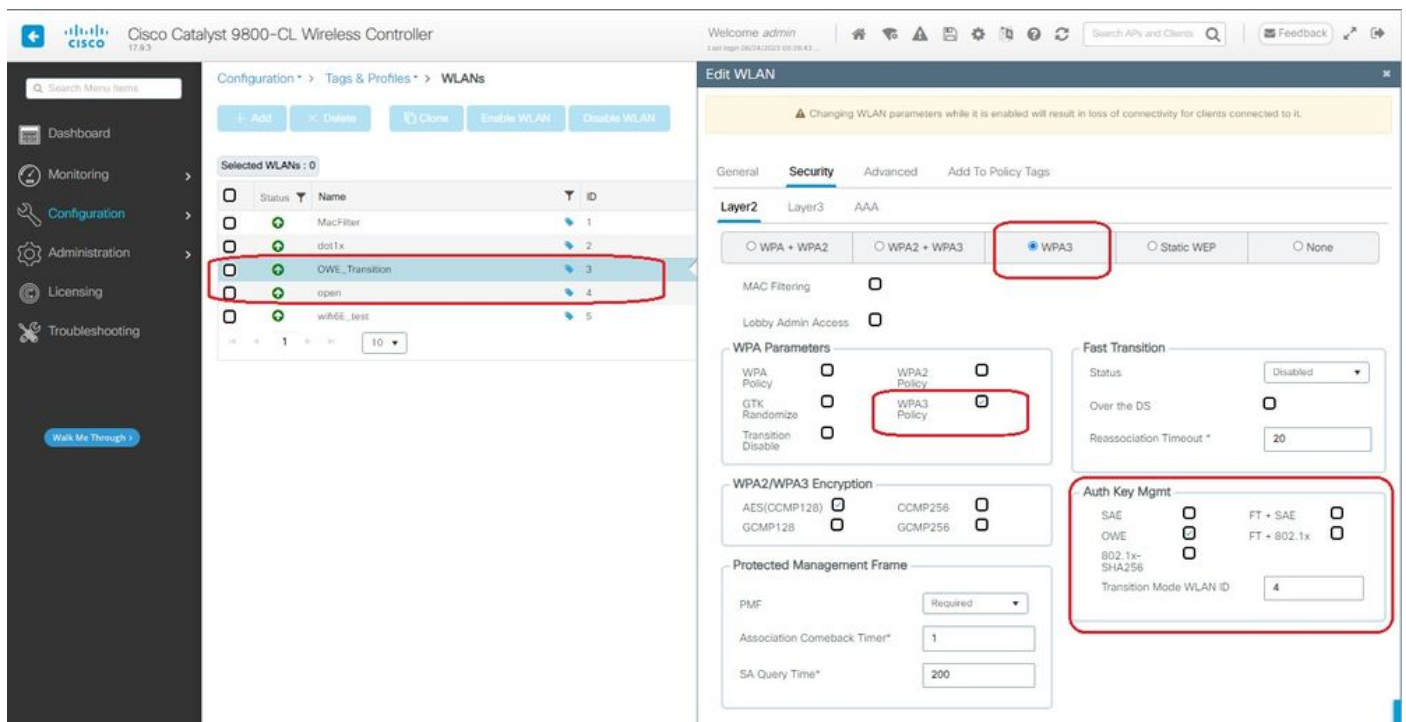 cisco
Cisco Catalyst 9800-CL Wireless Controller
17.9.3
Welcome admin
Search APs and Clients
Feedback
Search Menu Items
Dashboard
Monitoring
Configuration
Administration
Licensing
Troubleshooting
Walk Me Through >
Configuration > Tags & Profiles > WLANs
+ Add × Delete Clone Enable WLAN Disable WLAN
Selected WLANs : 0
Status Name ID
MacFilter 1
dot1x 2
OWE_Transition 3
open 4
wifi6E_test 5
1 10
Edit WLAN
Changing WLAN parameters while it is enabled will result in loss of connectivity for clients connected to it.
General Security Advanced Add To Policy Tags
Layer2 Layer3 AAA
WPA + WPA2 WPA2 + WPA3 WPA3 Static WEP None
MAC Filtering
Lobby Admin Access
WPA Parameters
WPA Policy WPA2 Policy
GTK Randomize WPA3 Policy
Transition Disable
Fast Transition
Status Disabled
Over the DS
Reassociation Timeout * 20
WPA2/WPA3 Encryption
AES(CCMP128) CCMP256
GCMP128 GCMP256
Auth Key Mgmt
SAE FT + SAE
OWE FT + 802.1x
802.1x-SHA256
Transition Mode WLAN ID 4
Protected Management Frame
PMF Required
Association Comeback Timer* 1
SA Query Time* 200